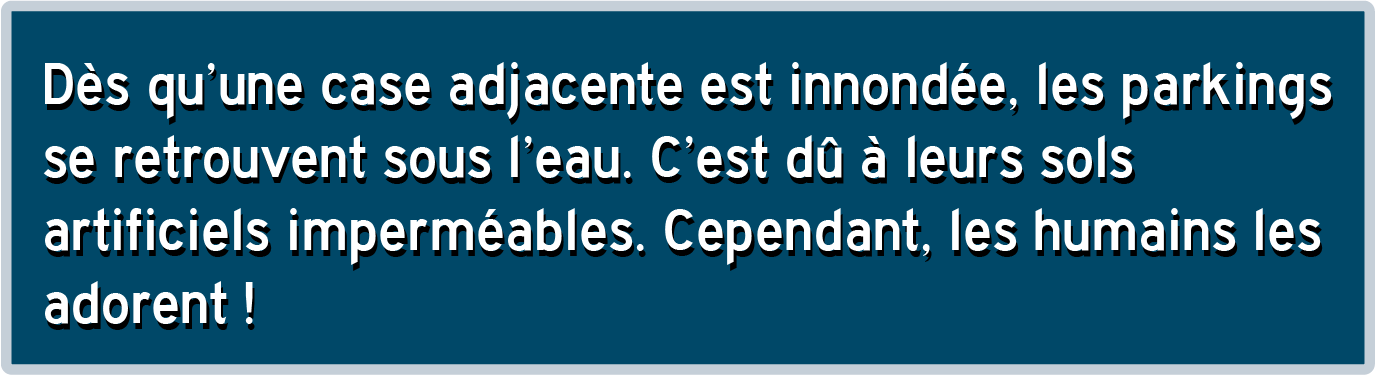 Dès qu’une case adjacente est innondée, les parkings
se retrouvent sous l’eau. C’est dû à leurs sols
artificiels imperméables. Cependant, les humains les
adorent !